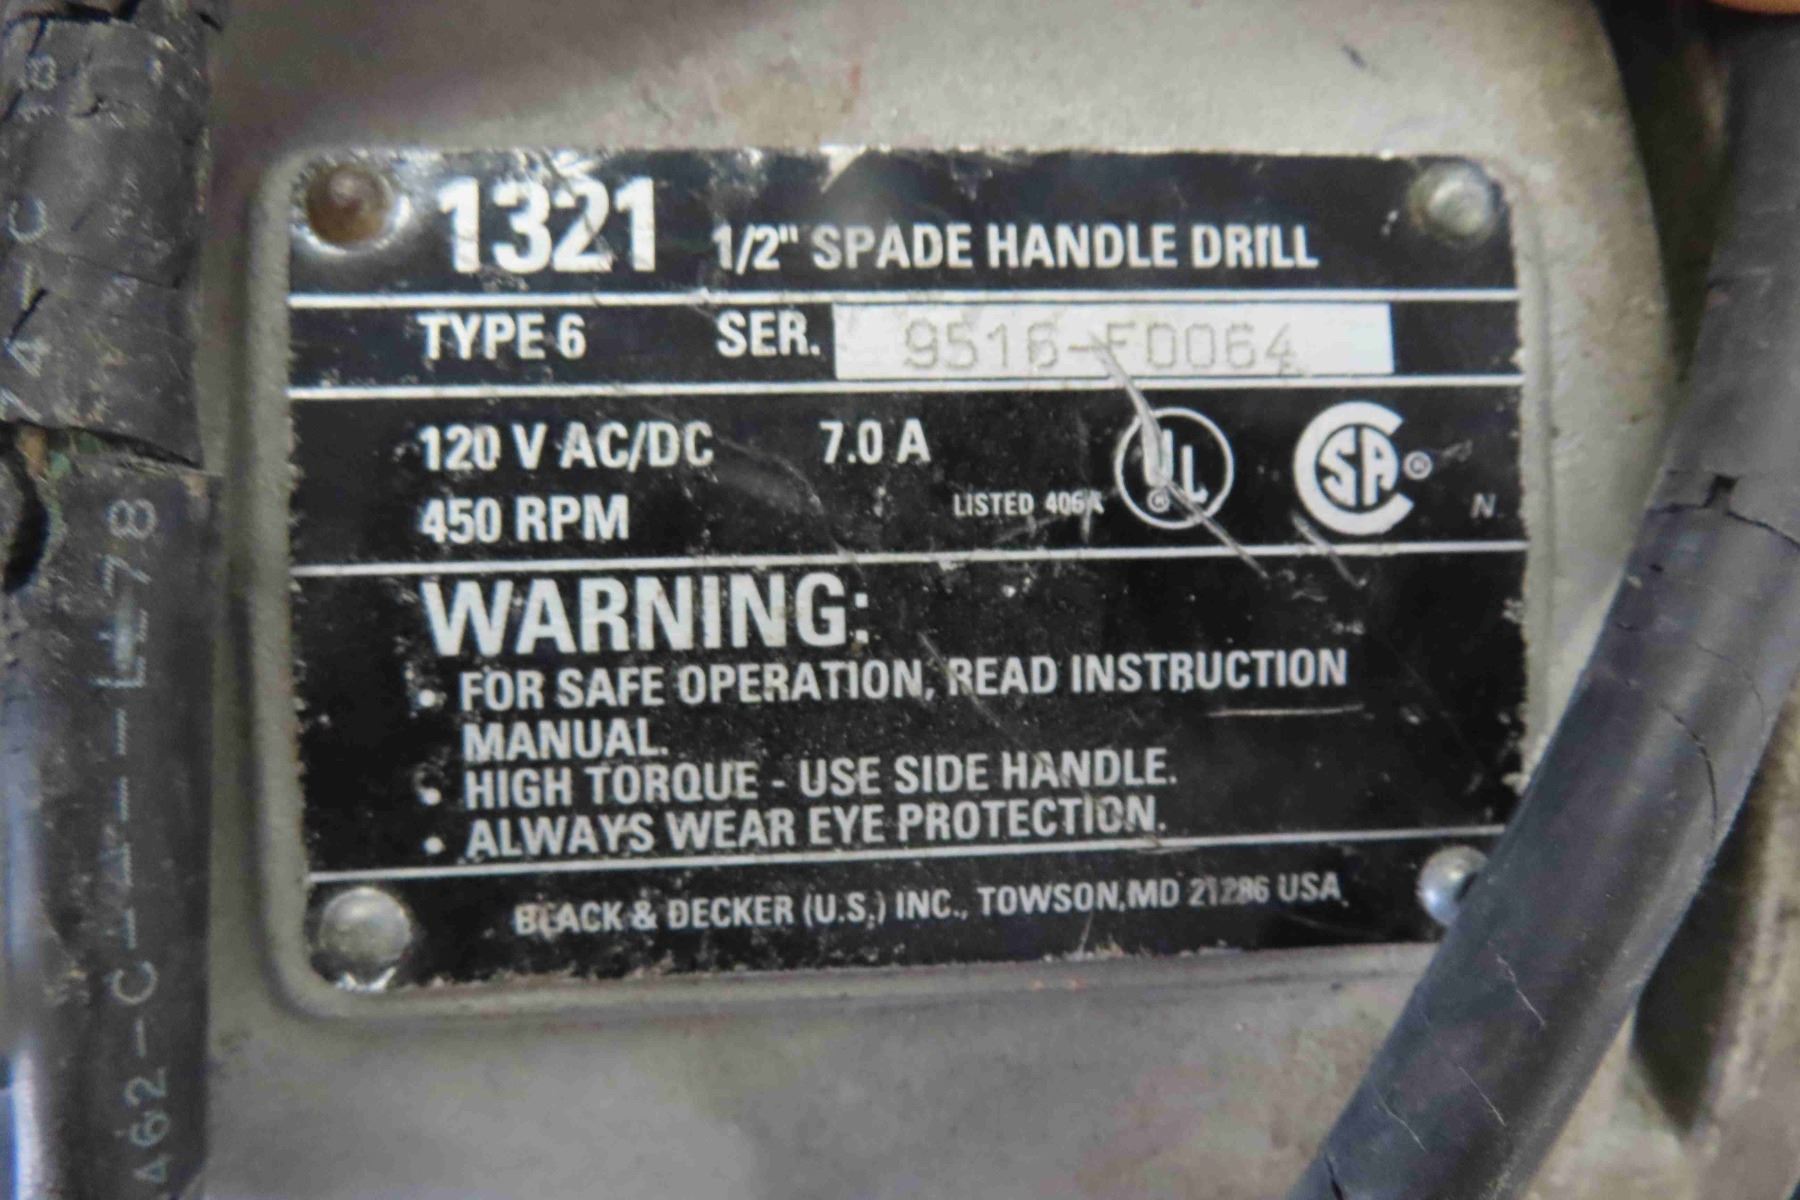 1321 1/2" SPADE HANDLE DRILL
TYPE 6 SER. 9516-F0064
120 V AC/DC 7.0 A
450 RPM LISTED 406A UL ® CSA ® N
WARNING:
• FOR SAFE OPERATION, READ INSTRUCTION
MANUAL.
• HIGH TORQUE - USE SIDE HANDLE.
• ALWAYS WEAR EYE PROTECTION.
BLACK & DECKER (U.S.) INC., TOWSON, MD 21286 USA